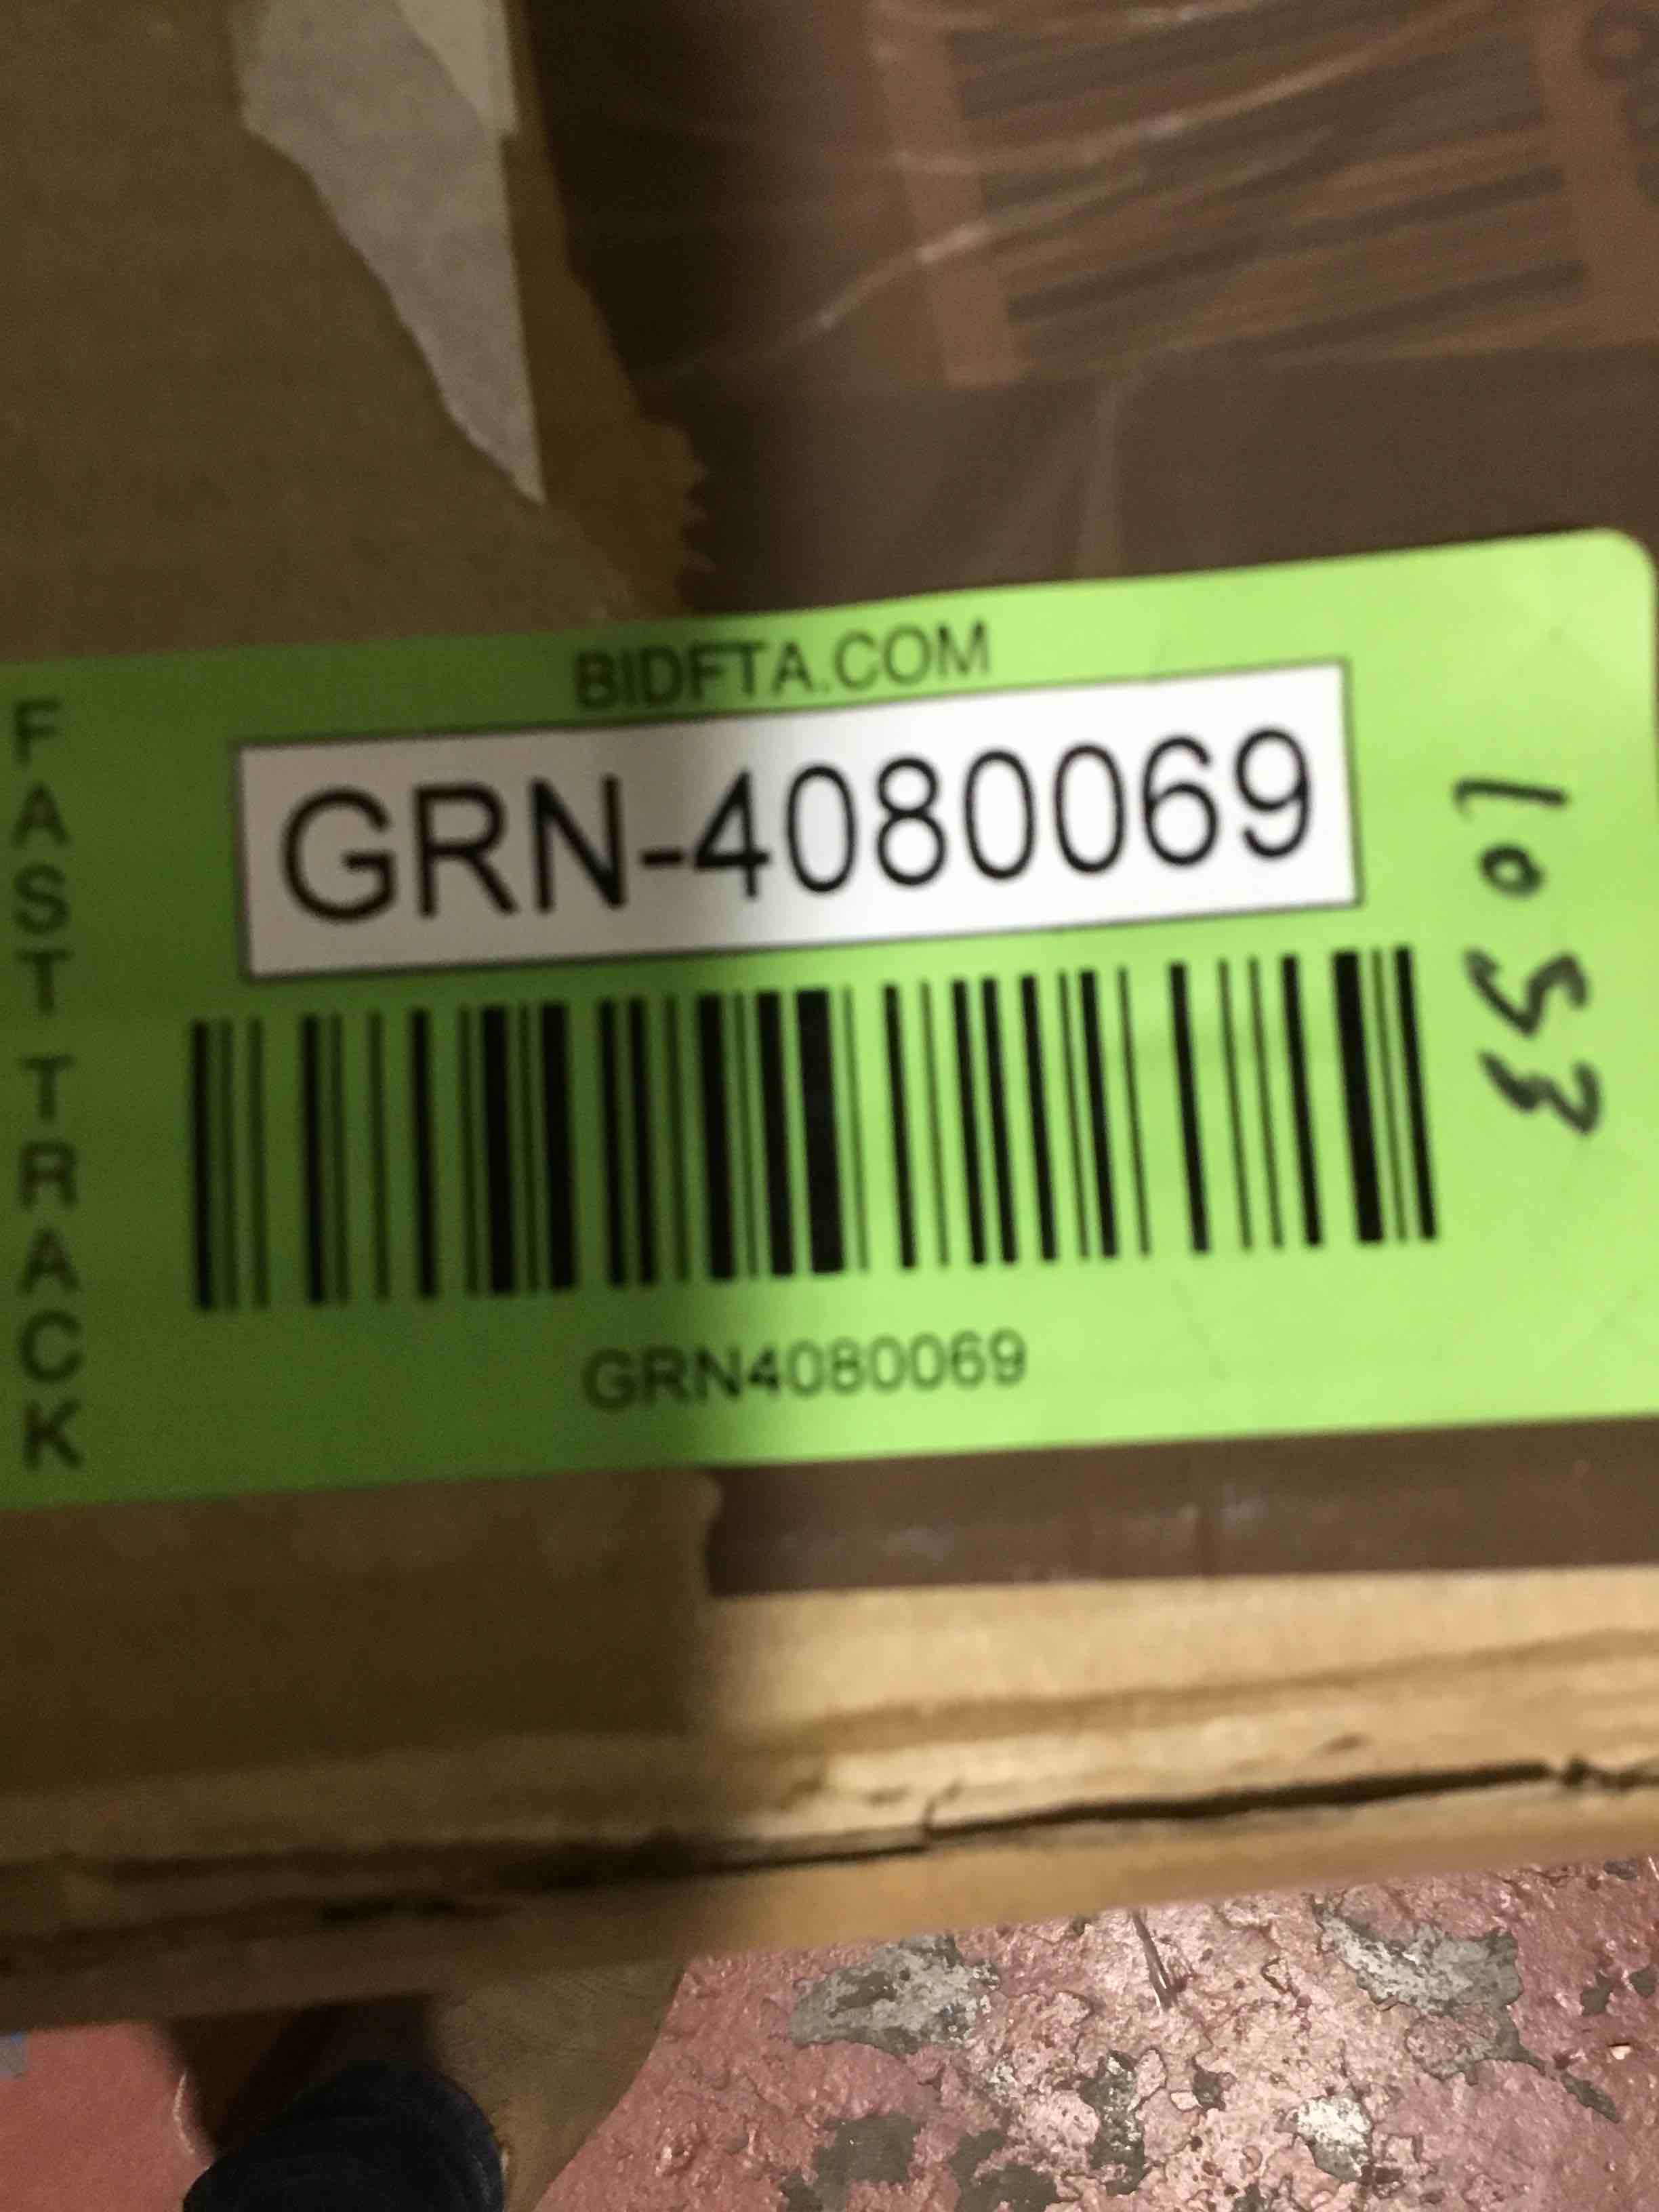 BIDFTA.COM
GRN-4080069
GRN4080069
FAST TRACK
1053